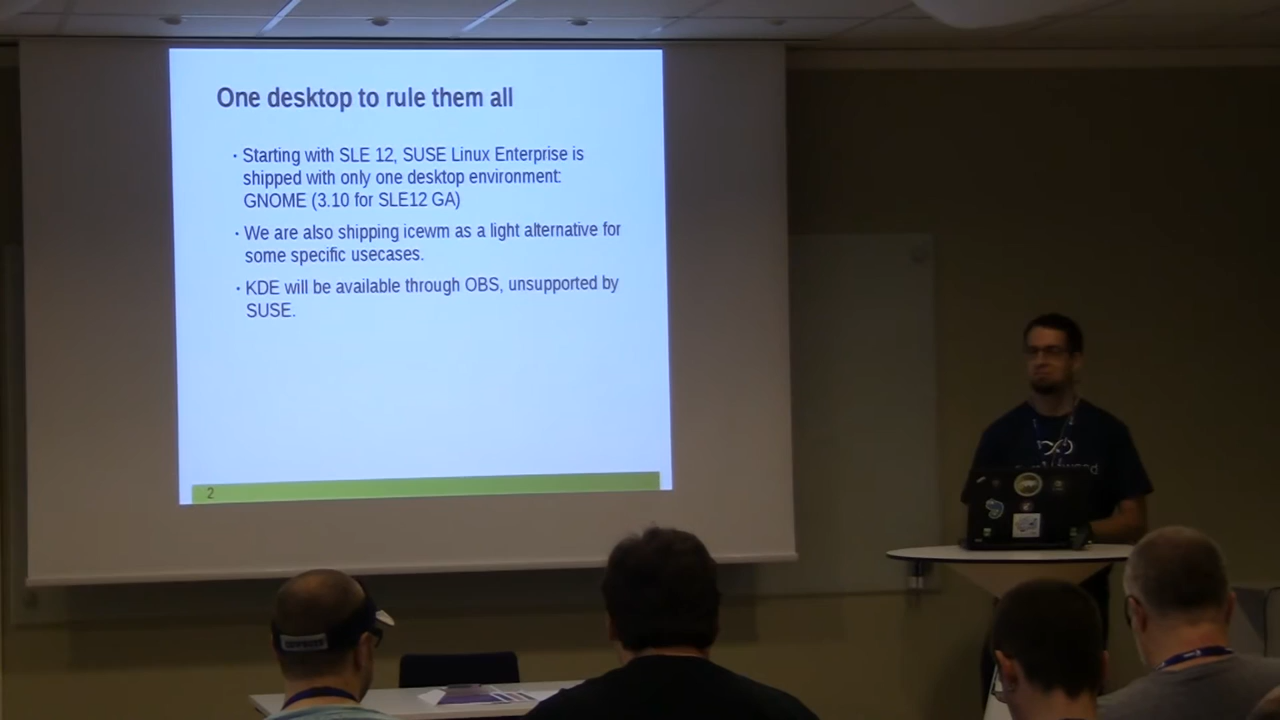 One desktop to rule them all
· Starting with SLE 12, SUSE Linux Enterprise is
shipped with only one desktop environment:
GNOME (3.10 for SLE12 GA)
· We are also shipping icewm as a light alternative for
some specific usecases.
· KDE will be available through OBS, unsupported by
SUSE.
2